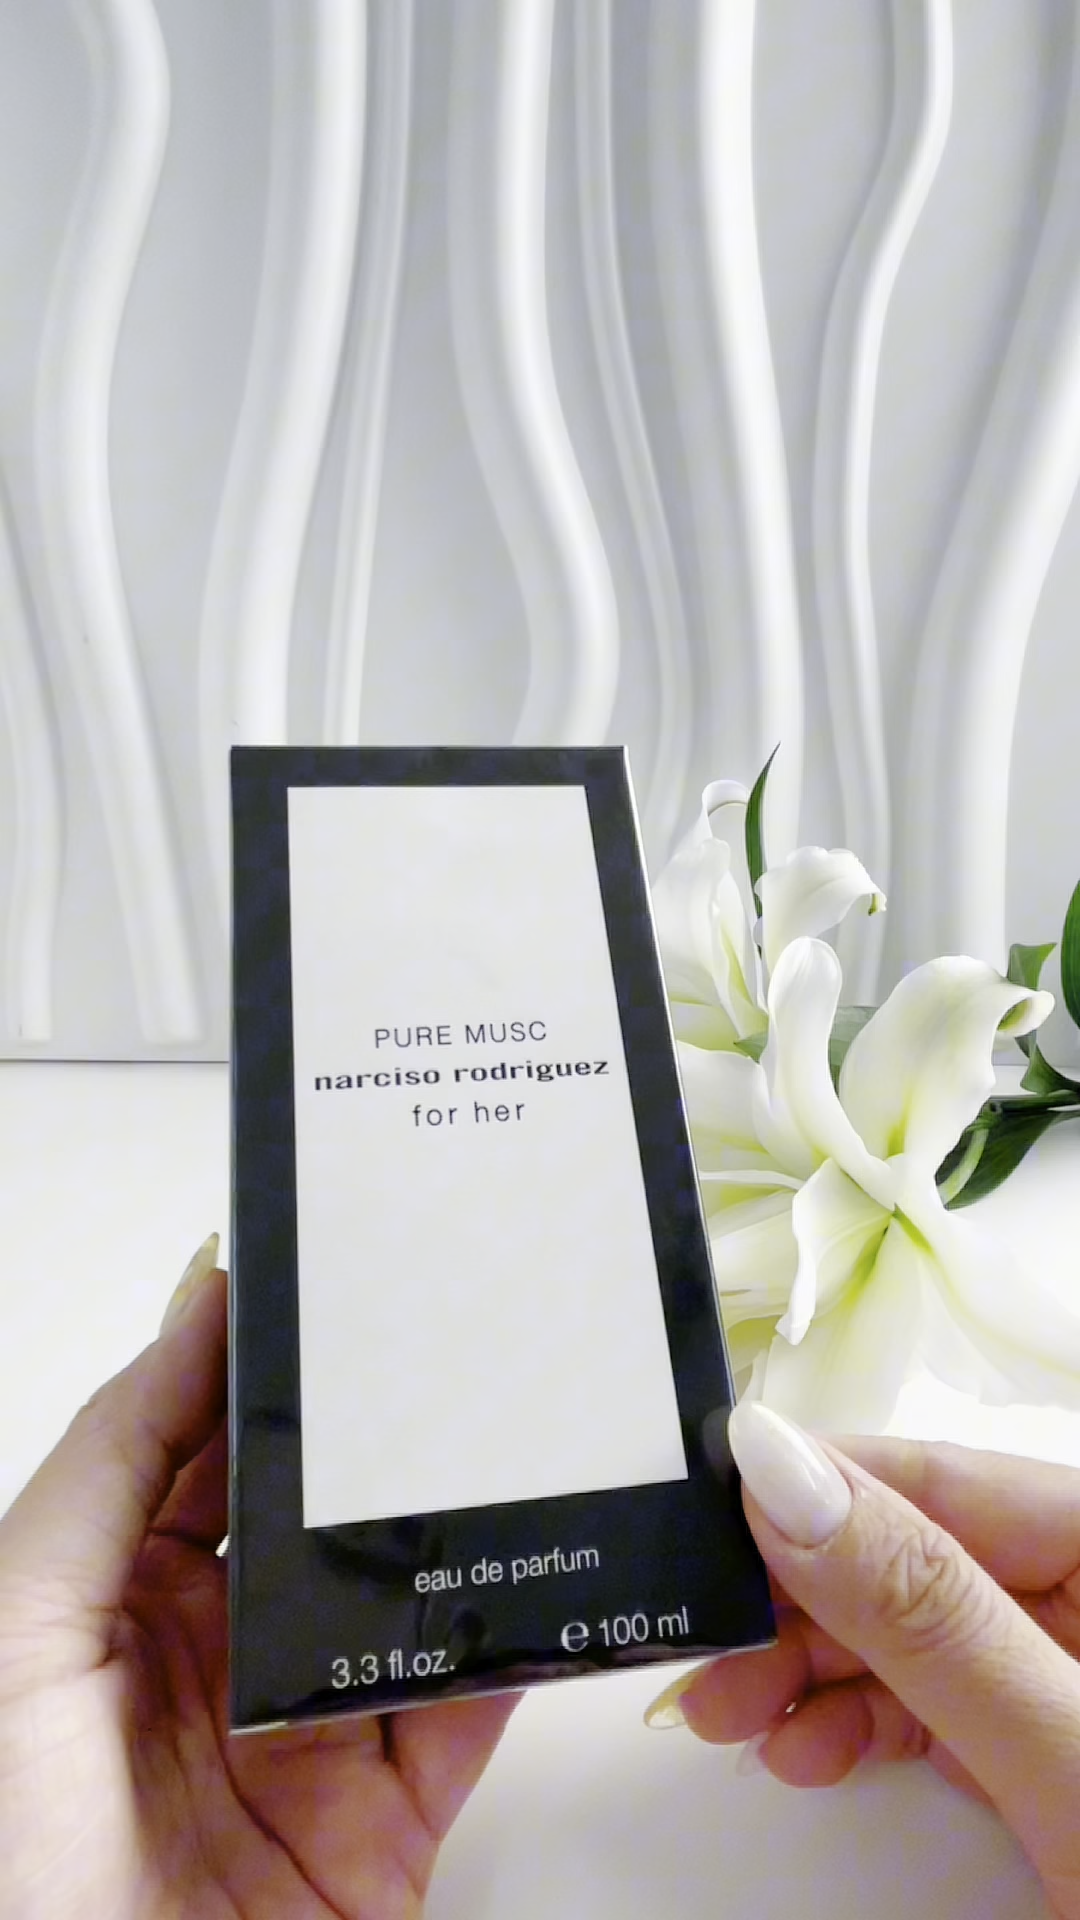 PURE MUSC
narciso rodriguez
for her
eau de parfum
3.3 fl.oz. ℮ 100 ml